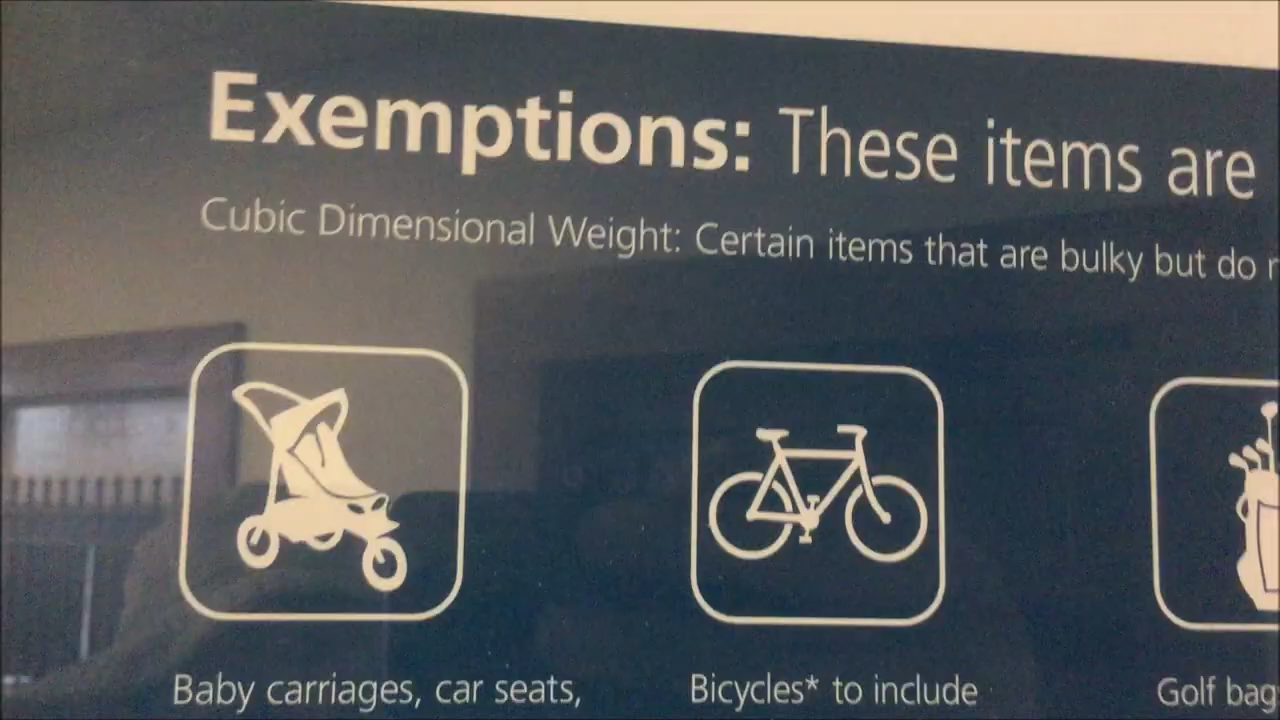 Exemptions: These items are
Cubic Dimensional Weight: Certain items that are bulky but do
Baby carriages, car seats,
Bicycles* to include
Golf bag